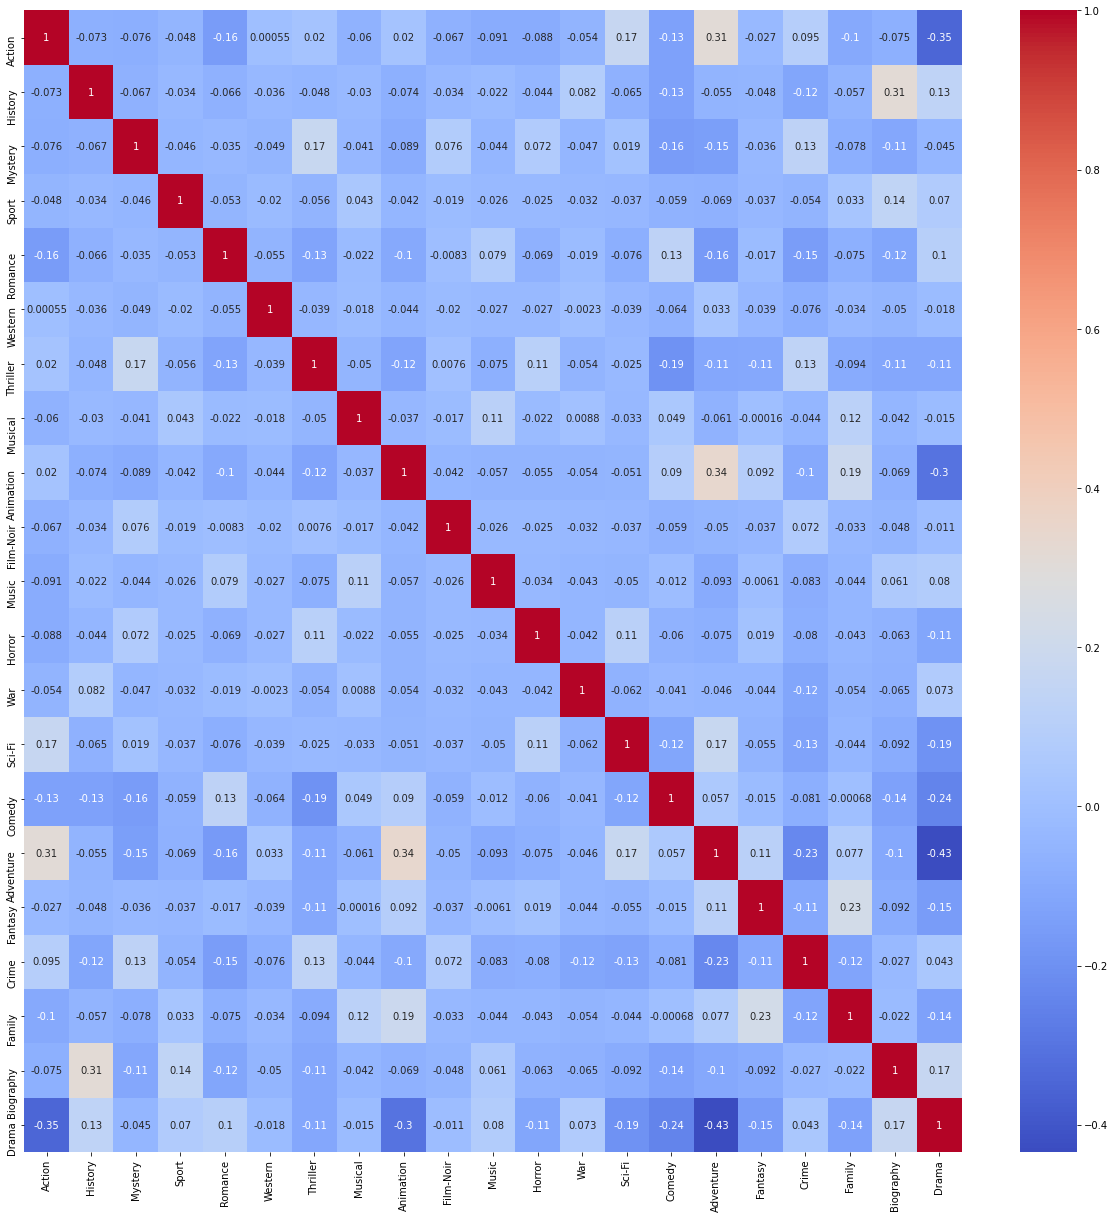 Action 1 -0.073 -0.076 -0.048 -0.16 0.00055 0.02 -0.06 0.02 -0.067 -0.091 -0.088 -0.054 0.17 -0.13 0.31 -0.027 0.095 -0.1 -0.075 -0.35
History -0.073 1 -0.067 -0.034 -0.066 -0.036 -0.048 -0.03 -0.074 -0.034 -0.022 -0.044 0.082 -0.065 -0.13 -0.055 -0.048 -0.12 -0.057 0.31 0.13
Mystery -0.076 -0.067 1 -0.046 -0.035 -0.049 0.17 -0.041 -0.089 0.076 -0.044 0.072 -0.047 0.019 -0.16 -0.15 -0.036 0.13 -0.078 -0.11 -0.045
Sport -0.048 -0.034 -0.046 1 -0.053 -0.02 -0.056 0.043 -0.042 -0.019 -0.026 -0.025 -0.032 -0.037 -0.059 -0.069 -0.037 -0.054 0.033 0.14 0.07
Romance -0.16 -0.066 -0.035 -0.053 1 -0.055 -0.13 -0.022 -0.1 -0.0083 0.079 -0.069 -0.019 -0.076 0.13 -0.16 -0.017 -0.15 -0.075 -0.12 0.1
Western 0.00055 -0.036 -0.049 -0.02 -0.055 1 -0.039 -0.018 -0.044 -0.02 -0.027 -0.027 -0.0023 -0.039 -0.064 0.033 -0.039 -0.076 -0.034 -0.05 -0.018
Thriller 0.02 -0.048 0.17 -0.056 -0.13 -0.039 1 -0.05 -0.12 0.0076 -0.075 0.11 -0.054 -0.025 -0.19 -0.11 -0.11 0.13 -0.094 -0.11 -0.11
Musical -0.06 -0.03 -0.041 0.043 -0.022 -0.018 -0.05 1 -0.037 -0.017 0.11 -0.022 0.0088 -0.033 0.049 -0.061 -0.00016 -0.044 0.12 -0.042 -0.015
Animation 0.02 -0.074 -0.089 -0.042 -0.1 -0.044 -0.12 -0.037 1 -0.042 -0.057 -0.055 -0.054 -0.051 0.09 0.34 0.092 -0.1 0.19 -0.069 -0.3
Film-Noir -0.067 -0.034 0.076 -0.019 -0.0083 -0.02 0.0076 -0.017 -0.042 1 -0.026 -0.025 -0.032 -0.037 -0.059 -0.05 -0.037 0.072 -0.033 -0.048 -0.011
Music -0.091 -0.022 -0.044 -0.026 0.079 -0.027 -0.075 0.11 -0.057 -0.026 1 -0.034 -0.043 -0.05 -0.012 -0.093 -0.0061 -0.083 -0.044 0.061 0.08
Horror -0.088 -0.044 0.072 -0.025 -0.069 -0.027 0.11 -0.022 -0.055 -0.025 -0.034 1 -0.042 0.11 -0.06 -0.075 0.019 -0.08 -0.043 -0.063 -0.11
War -0.054 0.082 -0.047 -0.032 -0.019 -0.0023 -0.054 0.0088 -0.054 -0.032 -0.043 -0.042 1 -0.062 -0.041 -0.046 -0.044 -0.12 -0.054 -0.065 0.073
Sci-Fi 0.17 -0.065 0.019 -0.037 -0.076 -0.039 -0.025 -0.033 -0.051 -0.037 -0.05 0.11 -0.062 1 -0.12 0.17 -0.055 -0.13 -0.044 -0.092 -0.19
Comedy -0.13 -0.13 -0.16 -0.059 0.13 -0.064 -0.19 0.049 0.09 -0.059 -0.012 -0.06 -0.041 -0.12 1 0.057 -0.015 -0.081 -0.00068 -0.14 -0.24
Adventure 0.31 -0.055 -0.15 -0.069 -0.16 0.033 -0.11 -0.061 0.34 -0.05 -0.093 -0.075 -0.046 0.17 0.057 1 0.11 -0.23 0.077 -0.1 -0.43
Fantasy -0.027 -0.048 -0.036 -0.037 -0.017 -0.039 -0.11 -0.00016 0.092 -0.037 -0.0061 0.019 -0.044 -0.055 -0.015 0.11 1 -0.11 0.23 -0.092 -0.15
Crime 0.095 -0.12 0.13 -0.054 -0.15 -0.076 0.13 -0.044 -0.1 0.072 -0.083 -0.08 -0.12 -0.13 -0.081 -0.23 -0.11 1 -0.12 -0.027 0.043
Family -0.1 -0.057 -0.078 0.033 -0.075 -0.034 -0.094 0.12 0.19 -0.033 -0.044 -0.043 -0.054 -0.044 -0.00068 0.077 0.23 -0.12 1 -0.022 -0.14
Biography -0.075 0.31 -0.11 0.14 -0.12 -0.05 -0.11 -0.042 -0.069 -0.048 0.061 -0.063 -0.065 -0.092 -0.14 -0.1 -0.092 -0.027 -0.022 1 0.17
Drama -0.35 0.13 -0.045 0.07 0.1 -0.018 -0.11 -0.015 -0.3 -0.011 0.08 -0.11 0.073 -0.19 -0.24 -0.43 -0.15 0.043 -0.14 0.17 1
Action History Mystery Sport Romance Western Thriller Musical Animation Film-Noir Music Horror War Sci-Fi Comedy Adventure Fantasy Crime Family Biography Drama
1.0
0.8
0.6
0.4
0.2
0.0
−0.2
−0.4